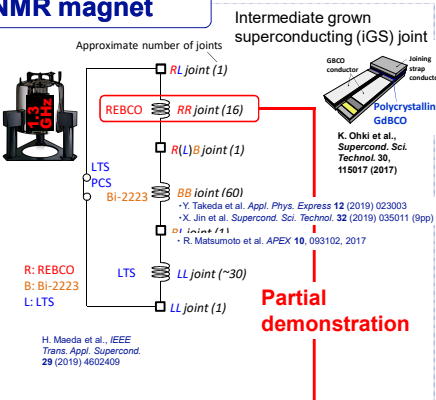 NMR magnet
Intermediate grown
superconducting (iGS) joint
Approximate number of joints
RL joint (1)
GBCO
conductor
Joining
strap
conducto
REBCO
RR joint (16)
1.3
GHz
Polycrystallin
GdBCO
K. Ohki et al.,
Supercond. Sci.
Technol. 30,
115017 (2017)
R(L)B joint (1)
LTS
PCS
Bi-2223
BB joint (60)
・Y. Takeda et al. Appl. Phys. Express 12 (2019) 023003
・X. Jin et al. Supercond. Sci. Technol. 32 (2019) 035011 (9pp)
BL joint (1)
・R. Matsumoto et al. APEX 10, 093102, 2017
R: REBCO
B: Bi-2223
L: LTS
LTS
LL joint (~30)
LL joint (1)
Partial
demonstration
H. Maeda et al., IEEE
Trans. Appl. Supercond.
29 (2019) 4602409